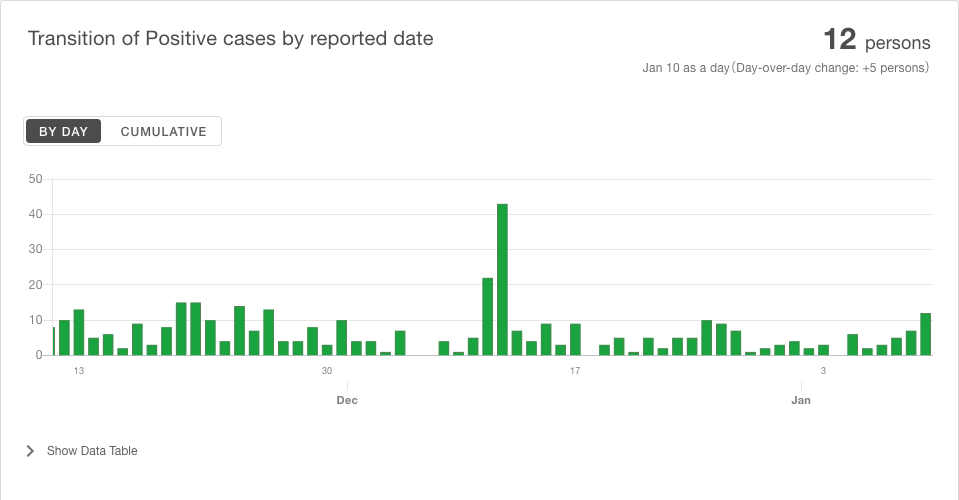 Transition of Positive cases by reported date
12 persons
Jan 10 as a day(Day-over-day change: +5 persons)
BY DAY
CUMULATIVE
50
40
30
20
10
0
13
30
17
3
Dec
Jan
Show Data Table